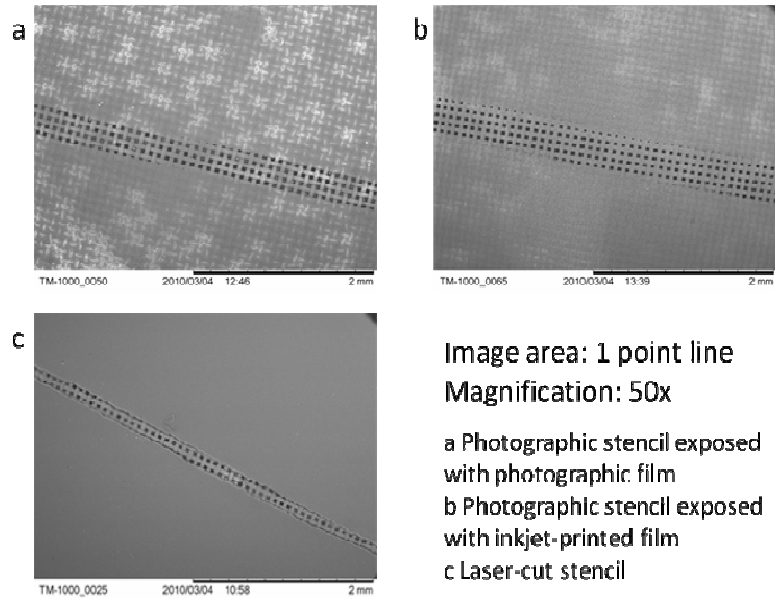 a
b
TM-1000_0050 2010/03/04 12:46 2 mm
TM-1000_0065 2010/03/04 13:39 2 mm
c
Image area: 1 point line
Magnification: 50x
a Photographic stencil exposed
with photographic film
b Photographic stencil exposed
with inkjet-printed film
c Laser-cut stencil
TM-1000_0025 2010/03/04 10:58 2 mm